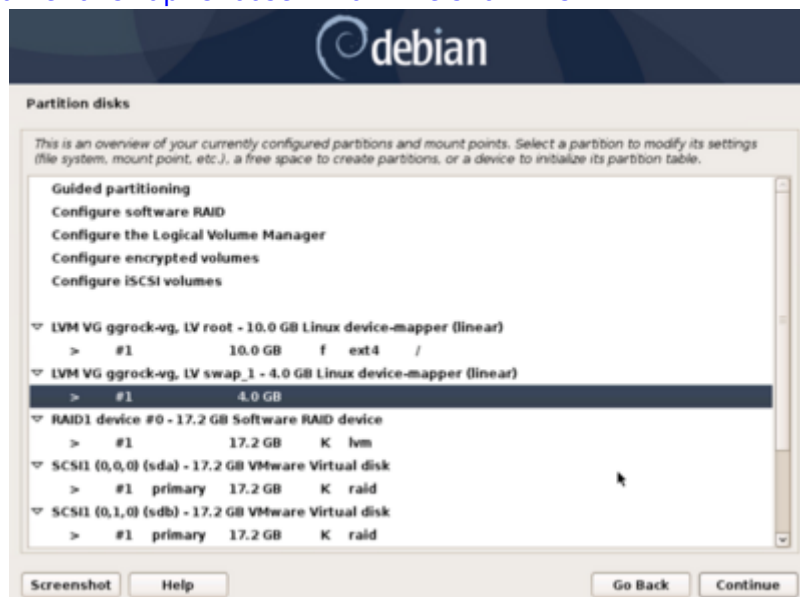 debian
Partition disks
This is an overview of your currently configured partitions and mount points. Select a partition to modify its settings
(file system, mount point, etc.), a free space to create partitions, or a device to initialize its partition table.
Guided partitioning
Configure software RAID
Configure the Logical Volume Manager
Configure encrypted volumes
Configure iSCSI volumes
LVM VG ggrock-vg, LV root - 10.0 GB Linux device-mapper (linear)
> #1 10.0 GB f ext4 /
LVM VG ggrock-vg, LV swap_1 - 4.0 GB Linux device-mapper (linear)
> #1 4.0 GB
RAID1 device #0 - 17.2 GB Software RAID device
> #1 17.2 GB K lvm
SCSI1 (0,0,0) (sda) - 17.2 GB VMware Virtual disk
> #1 primary 17.2 GB K raid
SCSI1 (0,1,0) (sdb) - 17.2 GB VMware Virtual disk
> #1 primary 17.2 GB K raid
Screenshot Help Go Back Continue